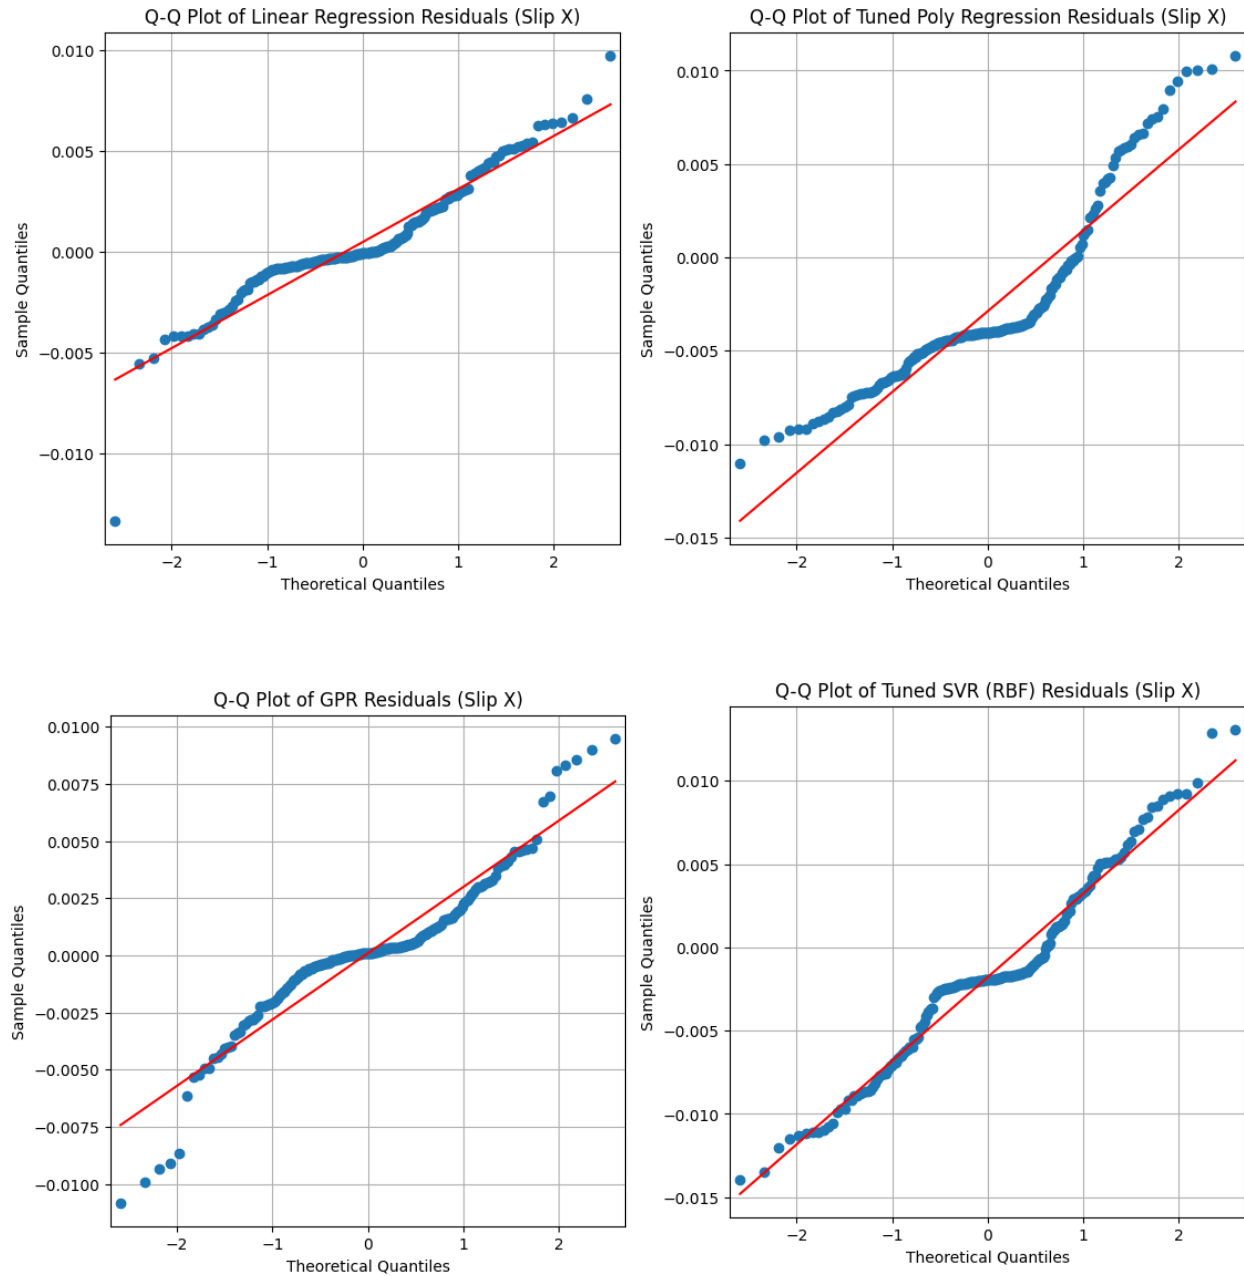 Q-Q Plot of Linear Regression Residuals (Slip X)
0.010
0.005
0.000
−0.005
−0.010
Sample Quantiles
−2 −1 0 1 2
Theoretical Quantiles
Q-Q Plot of Tuned Poly Regression Residuals (Slip X)
0.010
0.005
0.000
−0.005
−0.010
−0.015
Sample Quantiles
−2 −1 0 1 2
Theoretical Quantiles
Q-Q Plot of GPR Residuals (Slip X)
0.0100
0.0075
0.0050
0.0025
0.0000
−0.0025
−0.0050
−0.0075
−0.0100
Sample Quantiles
−2 −1 0 1 2
Theoretical Quantiles
Q-Q Plot of Tuned SVR (RBF) Residuals (Slip X)
0.010
0.005
0.000
−0.005
−0.010
−0.015
Sample Quantiles
−2 −1 0 1 2
Theoretical Quantiles